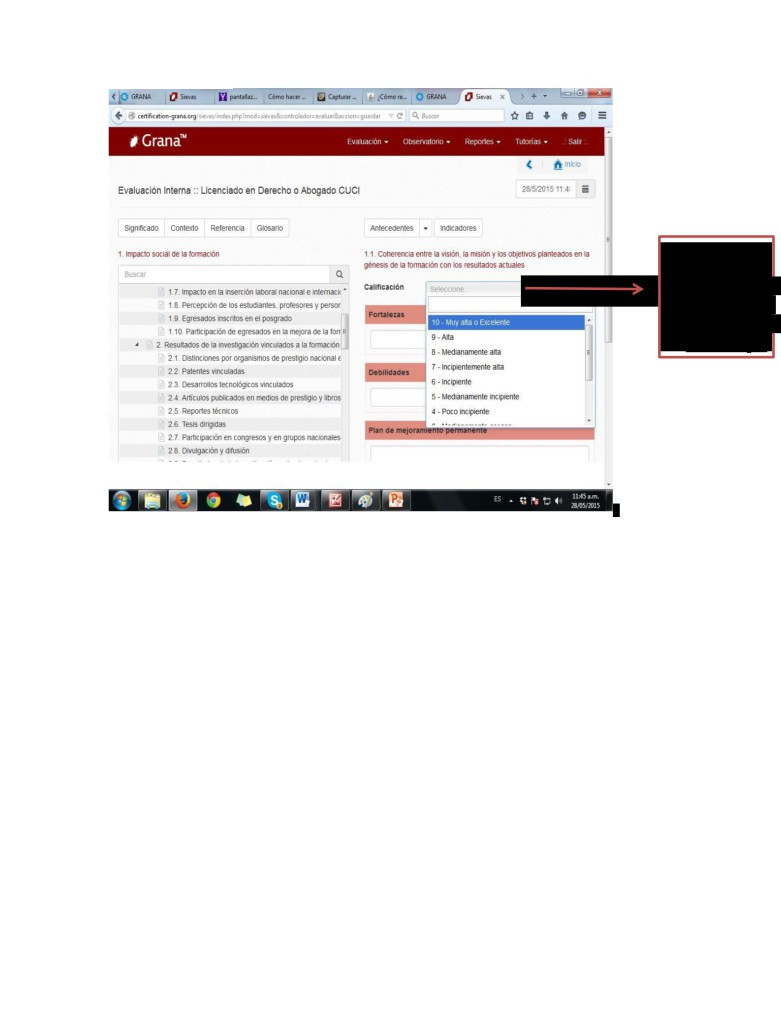 GRANA Sievas pantallaz... Cómo hacer ... Capturar ... ¿Cómo re... GRANA Sievas
certification-grana.org/sievas/index.php?mod=sievas&controlador=evaluar&accion=guardar Buscar
Grana™ Evaluación Observatorio Reportes Tutorías .: Salir :.
Inicio
Evaluación Interna :: Licenciado en Derecho o Abogado CUCI 28/5/2015 11:4
Significado Contexto Referencia Glosario Antecedentes Indicadores
1. Impacto social de la formación
Buscar
1.7. Impacto en la inserción laboral nacional e internaci
1.8. Percepción de los estudiantes, profesores y person
1.9. Egresados inscritos en el posgrado
1.10. Participación de egresados en la mejora de la for
2. Resultados de la investigación vinculados a la formación
2.1. Distinciones por organismos de prestigio nacional e
2.2. Patentes vinculadas
2.3. Desarrollos tecnológicos vinculados
2.4. Artículos publicados en medios de prestigio y libros
2.5. Reportes técnicos
2.6. Tesis dirigidas
2.7. Participación en congresos y en grupos nacionales
2.8. Divulgación y difusión
1.1. Coherencia entre la visión, la misión y los objetivos planteados en la
génesis de la formación con los resultados actuales
Calificación Seleccione...
Fortalezas
Debilidades
Plan de mejoramiento permanente
10 - Muy alta o Excelente
9 - Alta
8 - Medianamente alta
7 - Incipientemente alta
6 - Incipiente
5 - Medianamente incipiente
4 - Poco incipiente
ES 11:45 a.m.
28/05/2015